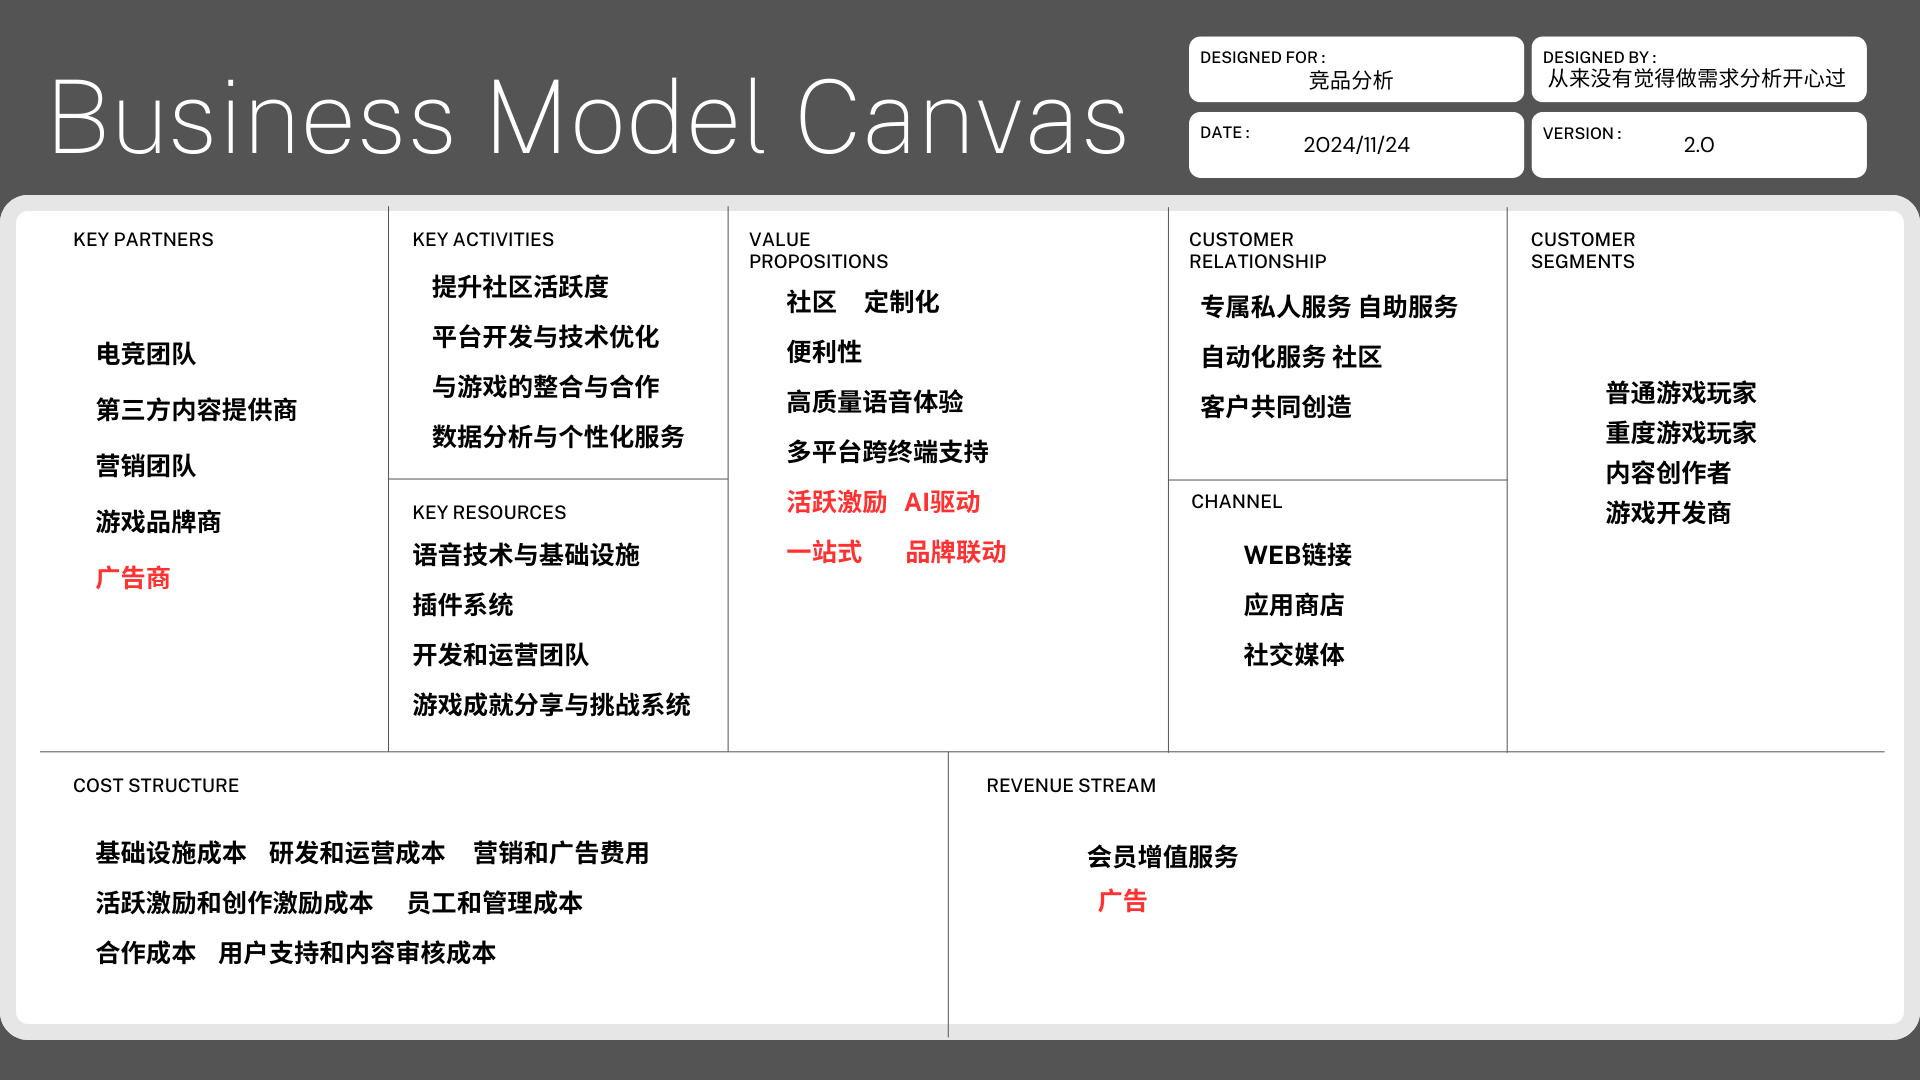 Business Model Canvas
DESIGNED FOR :
竞品分析
DESIGNED BY :
从来没有觉得做需求分析开心过
DATE :
2024/11/24
VERSION :
2.0
KEY PARTNERS
电竞团队
第三方内容提供商
营销团队
游戏品牌商
广告商
KEY ACTIVITIES
提升社区活跃度
平台开发与技术优化
与游戏的整合与合作
数据分析与个性化服务
KEY RESOURCES
语音技术与基础设施
插件系统
开发和运营团队
游戏成就分享与挑战系统
VALUE
PROPOSITIONS
社区 定制化
便利性
高质量语音体验
多平台跨终端支持
活跃激励 AI驱动
一站式 品牌联动
CUSTOMER
RELATIONSHIP
专属私人服务 自助服务
自动化服务 社区
客户共同创造
CHANNEL
WEB链接
应用商店
社交媒体
CUSTOMER
SEGMENTS
普通游戏玩家
重度游戏玩家
内容创作者
游戏开发商
COST STRUCTURE
基础设施成本 研发和运营成本 营销和广告费用
活跃激励和创作激励成本 员工和管理成本
合作成本 用户支持和内容审核成本
REVENUE STREAM
会员增值服务
广告